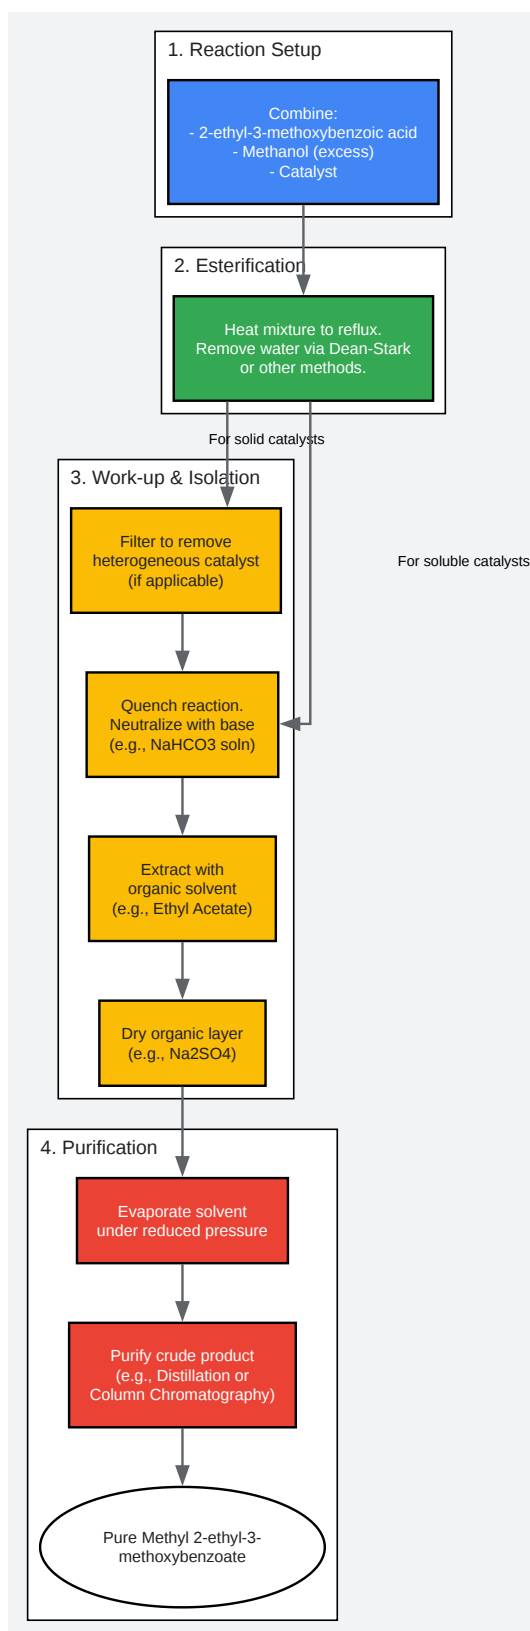 1. Reaction Setup
Combine:
- 2-ethyl-3-methoxybenzoic acid
- Methanol (excess)
- Catalyst
2. Esterification
Heat mixture to reflux.
Remove water via Dean-Stark
or other methods.
For solid catalysts
3. Work-up & Isolation
Filter to remove
heterogeneous catalyst
(if applicable)
For soluble catalysts
Quench reaction.
Neutralize with base
(e.g., NaHCO3 soln)
Extract with
organic solvent
(e.g., Ethyl Acetate)
Dry organic layer
(e.g., Na2SO4)
4. Purification
Evaporate solvent
under reduced pressure
Purify crude product
(e.g., Distillation or
Column Chromatography)
Pure Methyl 2-ethyl-3-
methoxybenzoate